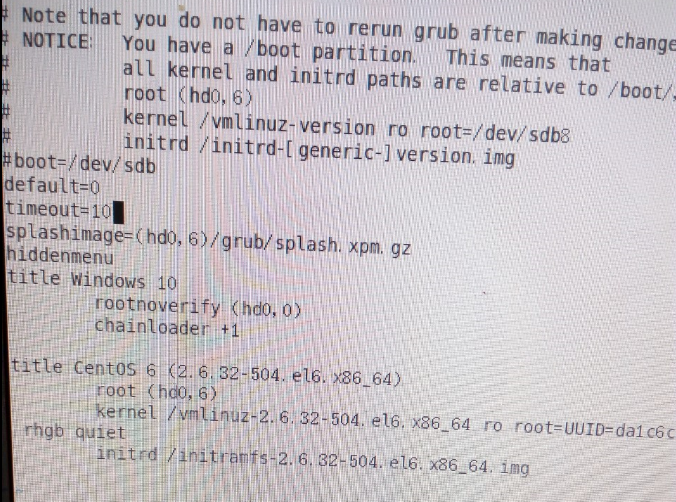 # Note that you do not have to rerun grub after making change
# NOTICE: You have a /boot partition. This means that
# all kernel and initrd paths are relative to /boot/,
# root (hd0,6)
# kernel /vmlinuz-version ro root=/dev/sdb8
# initrd /initrd-[generic-]version.img
#boot=/dev/sdb
default=0
timeout=10
splashimage=(hd0,6)/grub/splash.xpm.gz
hiddenmenu
title Windows 10
rootnoverify (hd0,0)
chainloader +1
title CentOS 6 (2.6.32-504.el6.x86_64)
root (hd0,6)
kernel /vmlinuz-2.6.32-504.el6.x86_64 ro root=UUID=da1c6c
rhgb quiet
initrd /initramfs-2.6.32-504.el6.x86_64.img